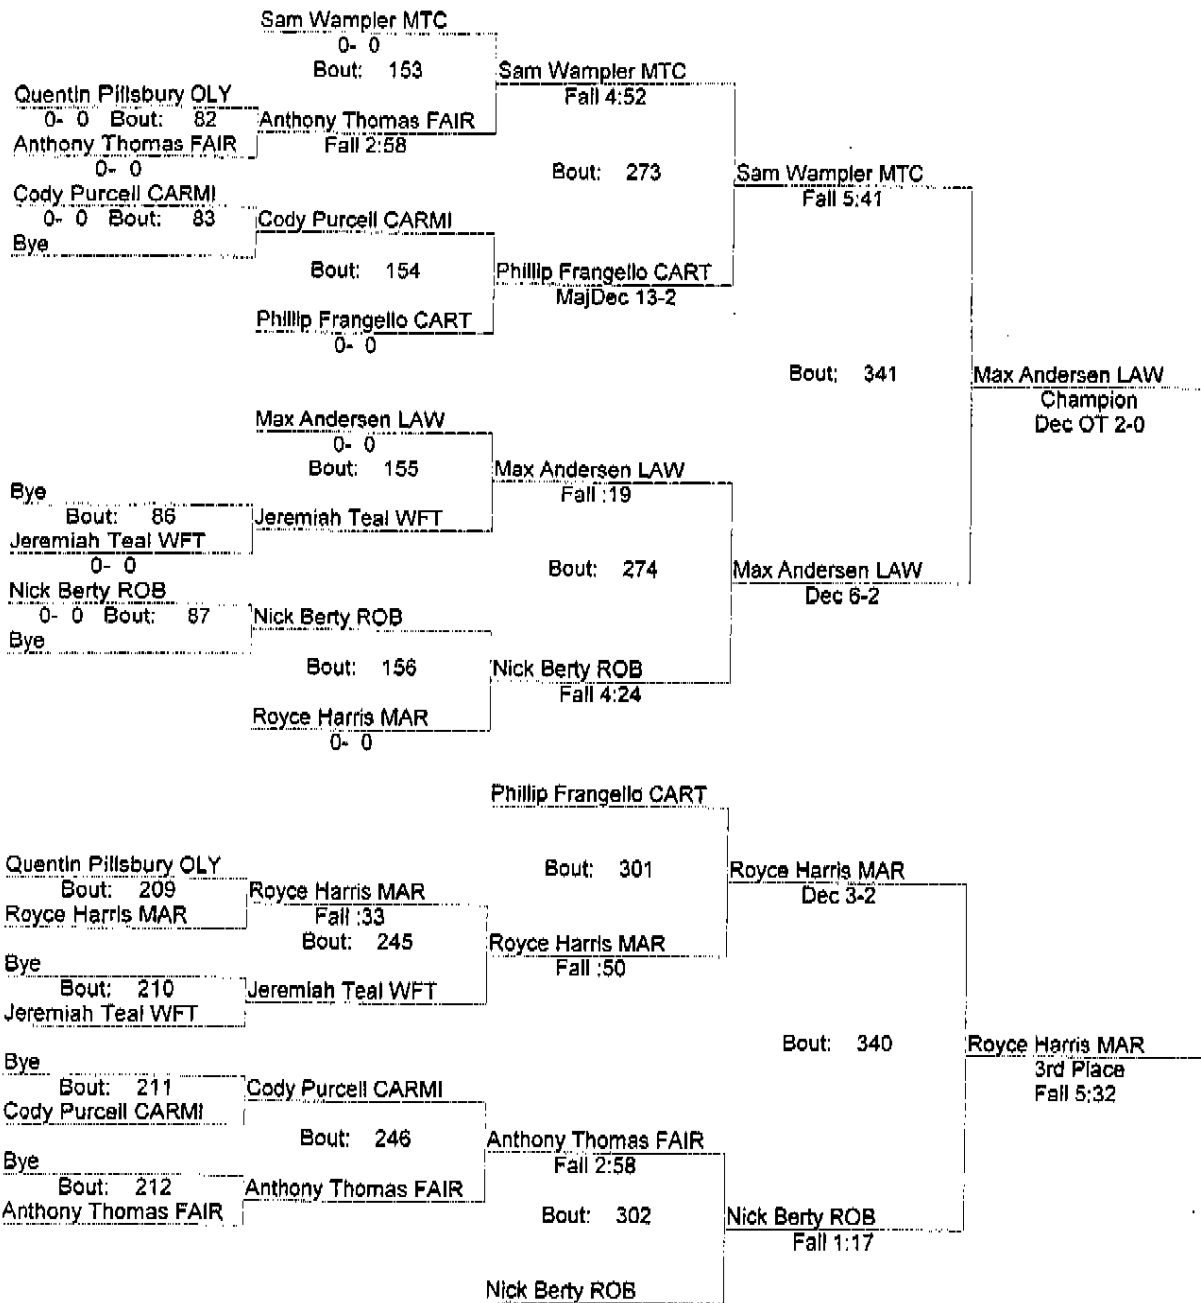 Sam Wampler MTC
0- 0
Bout: 153
Sam Wampler MTC
Fall 4:52
Quentin Pillsbury OLY
0- 0 Bout: 82
Anthony Thomas FAIR
Anthony Thomas FAIR
Fall 2:58
0- 0
Bout: 273
Sam Wampler MTC
Fall 5:41
Cody Purcell CARMI
0- 0 Bout: 83
Cody Purcell CARMI
Bye
Bout: 154
Phillip Frangello CART
MajDec 13-2
Phillip Frangello CART
0- 0
Bout: 341
Max Andersen LAW
Champion
Dec OT 2-0
Max Andersen LAW
0- 0
Bout: 155
Max Andersen LAW
Fall :19
Bye
Bout: 86
Jeremiah Teal WFT
Jeremiah Teal WFT
0- 0
Bout: 274
Max Andersen LAW
Dec 6-2
Nick Berty ROB
0- 0 Bout: 87
Nick Berty ROB
Bye
Bout: 156
Nick Berty ROB
Fall 4:24
Royce Harris MAR
0- 0
Phillip Frangello CART
Quentin Pillsbury OLY
Bout: 209
Royce Harris MAR
Royce Harris MAR
Fall :33
Bout: 301
Royce Harris MAR
Dec 3-2
Bout: 245
Royce Harris MAR
Fall :50
Bye
Bout: 210
Jeremiah Teal WFT
Jeremiah Teal WFT
Bout: 340
Royce Harris MAR
3rd Place
Fall 5:32
Bye
Bout: 211
Cody Purcell CARMI
Cody Purcell CARMI
Bout: 246
Anthony Thomas FAIR
Fall 2:58
Bye
Bout: 212
Anthony Thomas FAIR
Anthony Thomas FAIR
Bout: 302
Nick Berty ROB
Fall 1:17
Nick Berty ROB